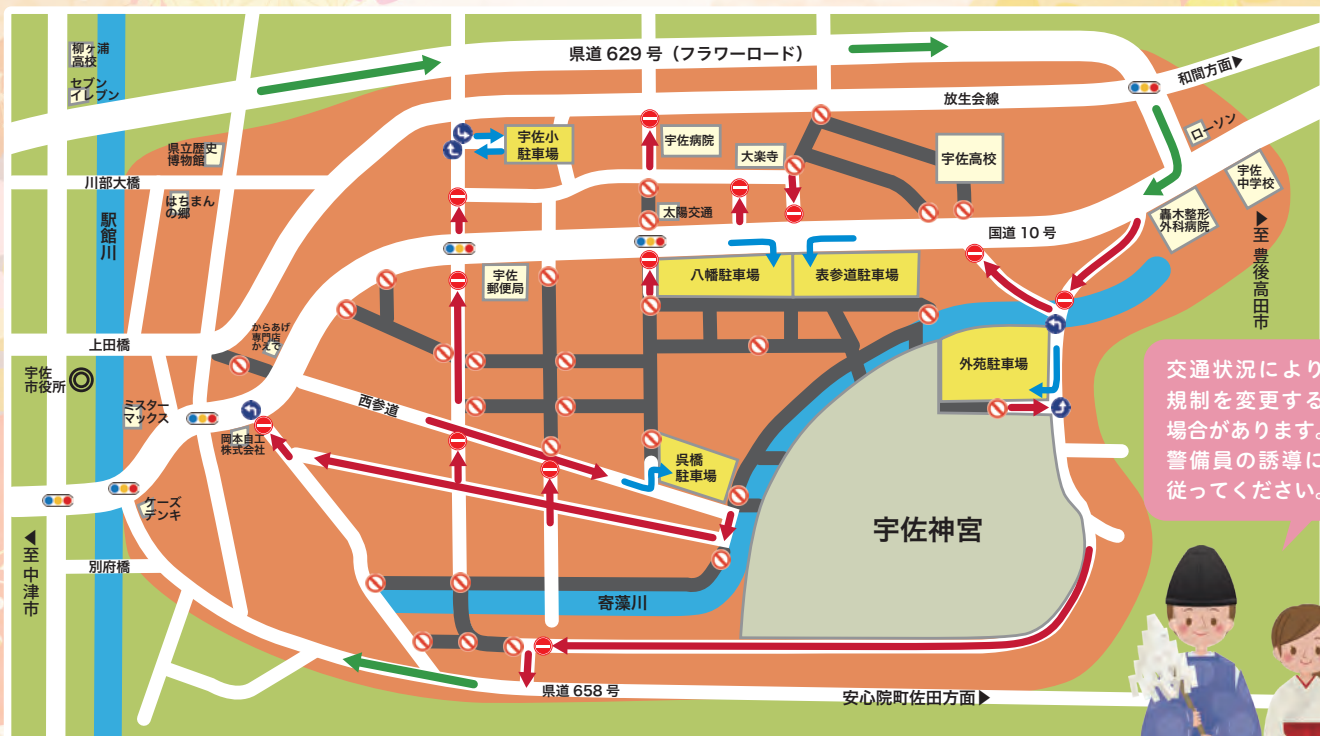 県道 629 号（フラワーロード）
柳ヶ浦
高校
セブン
イレブン
和間方面▶
放生会線
ローソン
宇佐小
駐車場
宇佐病院
大楽寺
宇佐高校
県立歴史
博物館
川部大橋
はちまん
の郷
宇佐
中学校
轟木整形
外科病院
太陽交通
駅館川
国道 10 号
▶至 豊後高田市
宇佐
郵便局
八幡駐車場
表参道駐車場
からあげ
専門店
かえで
上田橋
外苑駐車場
宇佐
市役所
交通状況により
規制を変更する
場合があります。
警備員の誘導に
従ってください。
西参道
ミスター
マックス
岡本自工
株式会社
呉橋
駐車場
ケーズ
デンキ
宇佐神宮
◀至 中津市
別府橋
寄藻川
県道 658 号
安心院町佐田方面▶